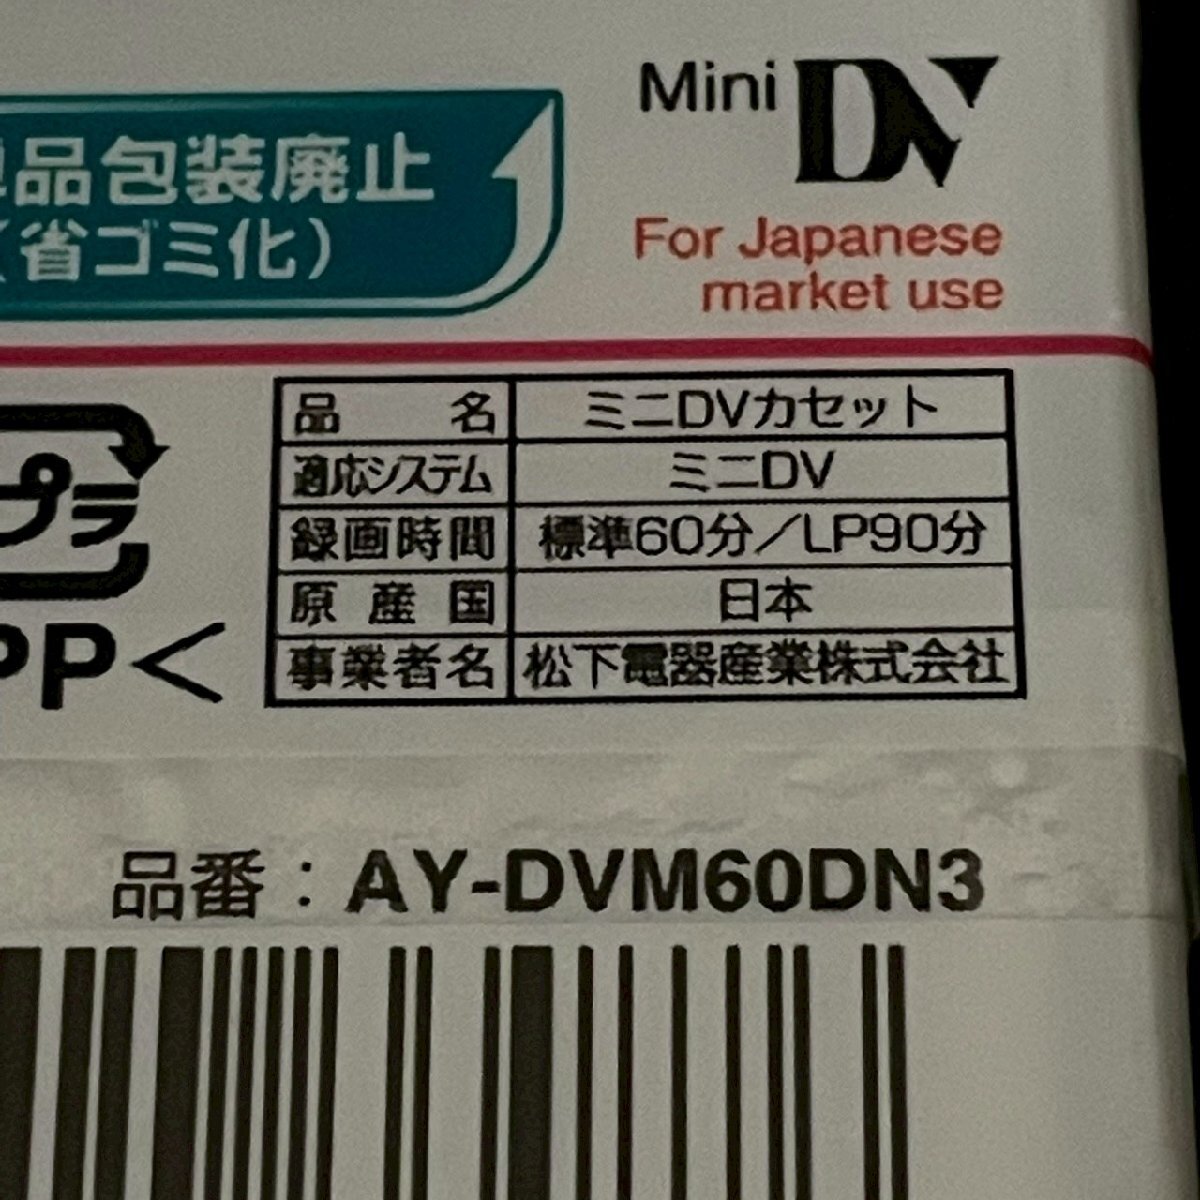 Mini DV
単品包装廃止
（省ゴミ化）
For Japanese
market use
品名 ミニDVカセット
適応システム ミニDV
録画時間 標準60分／LP90分
原産国 日本
事業者名 松下電器産業株式会社
プラ
PP<
品番：AY-DVM60DN3